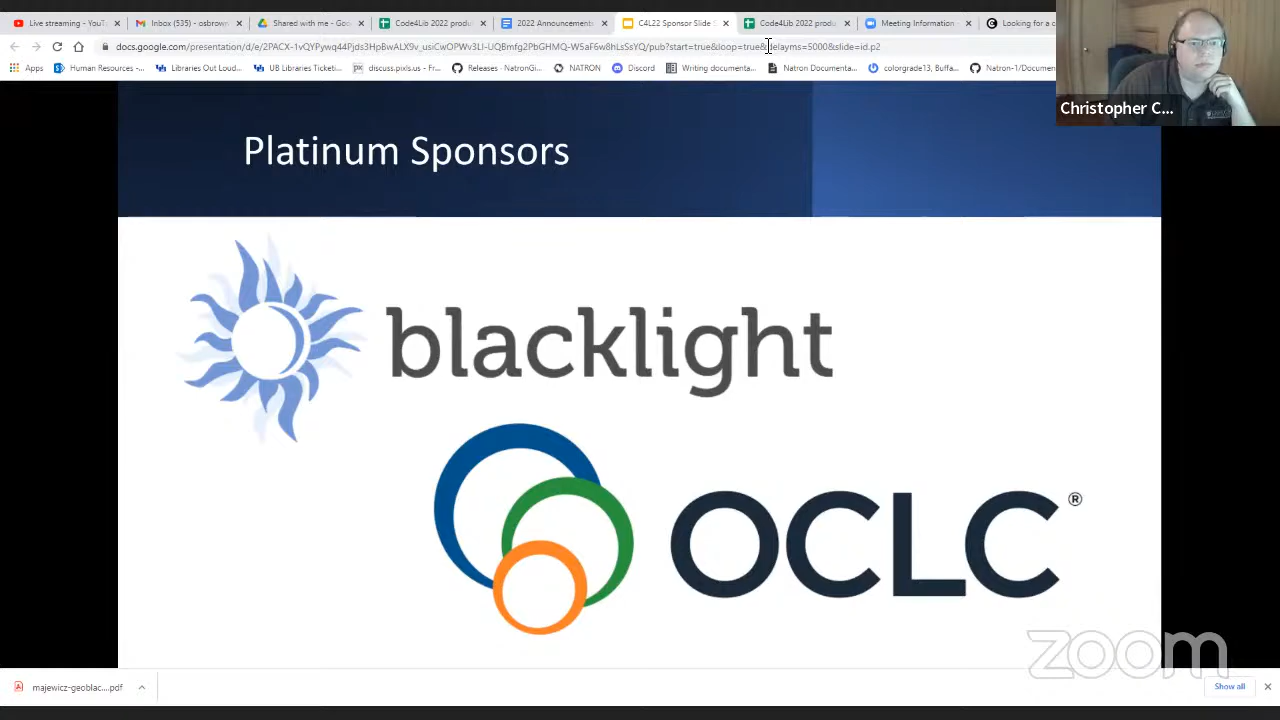 Live streaming - YouT
Inbox (535) - osbrown
Shared with me - Goo
Code4Lib 2022 produ
2022 Announcements
C4L22 Sponsor Slide S
Code4Lib 2022 produ
Meeting Information -
Looking for a c
Apps
Human Resources -...
Libraries Out Loud...
UB Libraries Ticketi...
discuss.pixls.us - Fr...
Releases · NatronGi...
NATRON
Discord
Writing documenta...
Natron Documenta...
colorgrade13, Buffa...
Natron-1/Documen
Christopher C...
Platinum Sponsors
blacklight
OCLC®
zoom
majewicz-geoblac....pdf
Show all